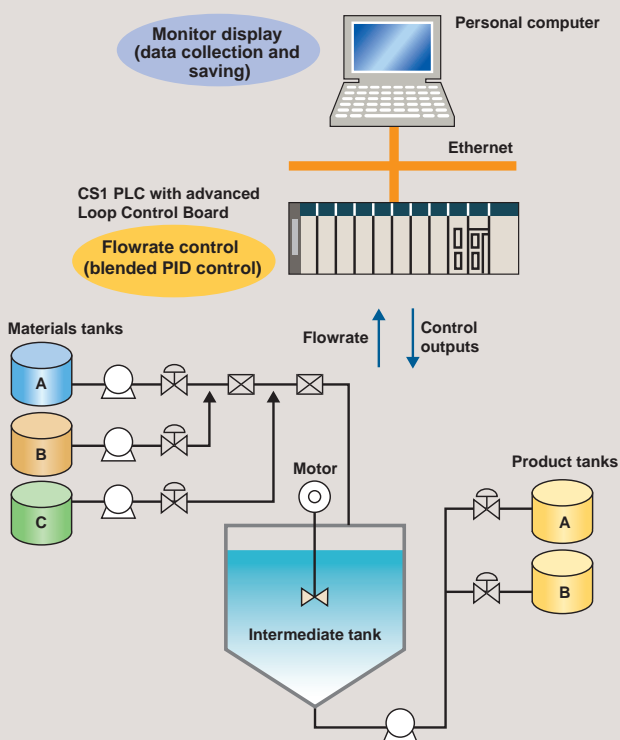 Monitor display
(data collection and
saving)
Personal computer
Ethernet
CS1 PLC with advanced
Loop Control Board
Flowrate control
(blended PID control)
Flowrate
Control
outputs
Materials tanks
A
B
C
Motor
Product tanks
A
B
Intermediate tank